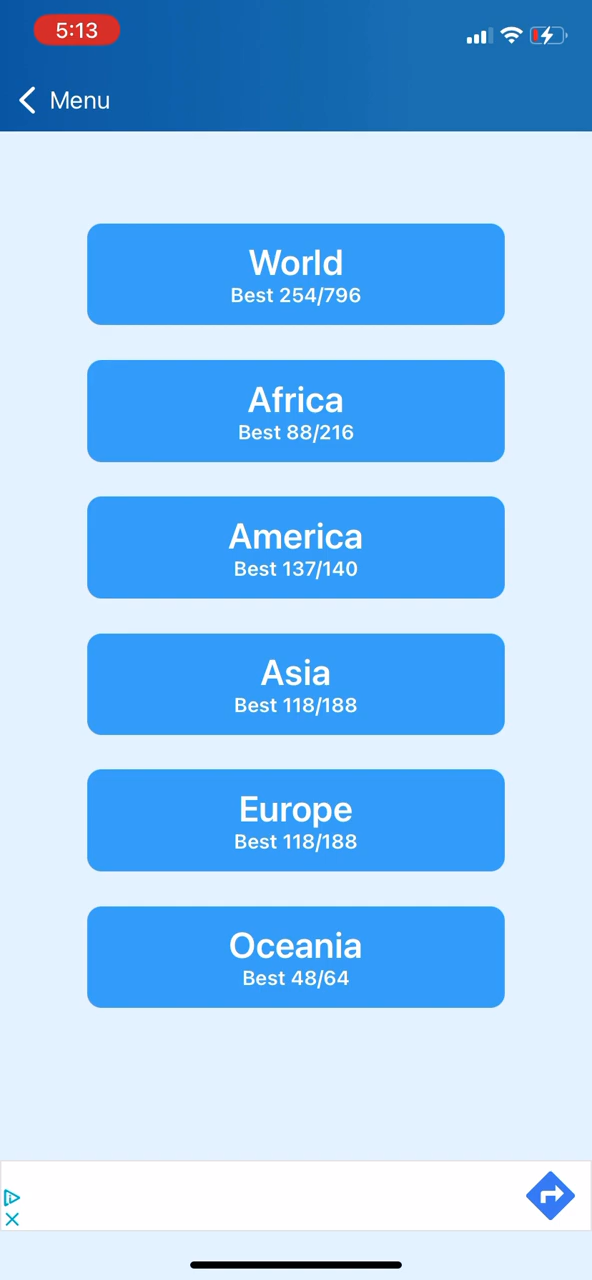 5:13
Menu
World
Best 254/796
Africa
Best 88/216
America
Best 137/140
Asia
Best 118/188
Europe
Best 118/188
Oceania
Best 48/64